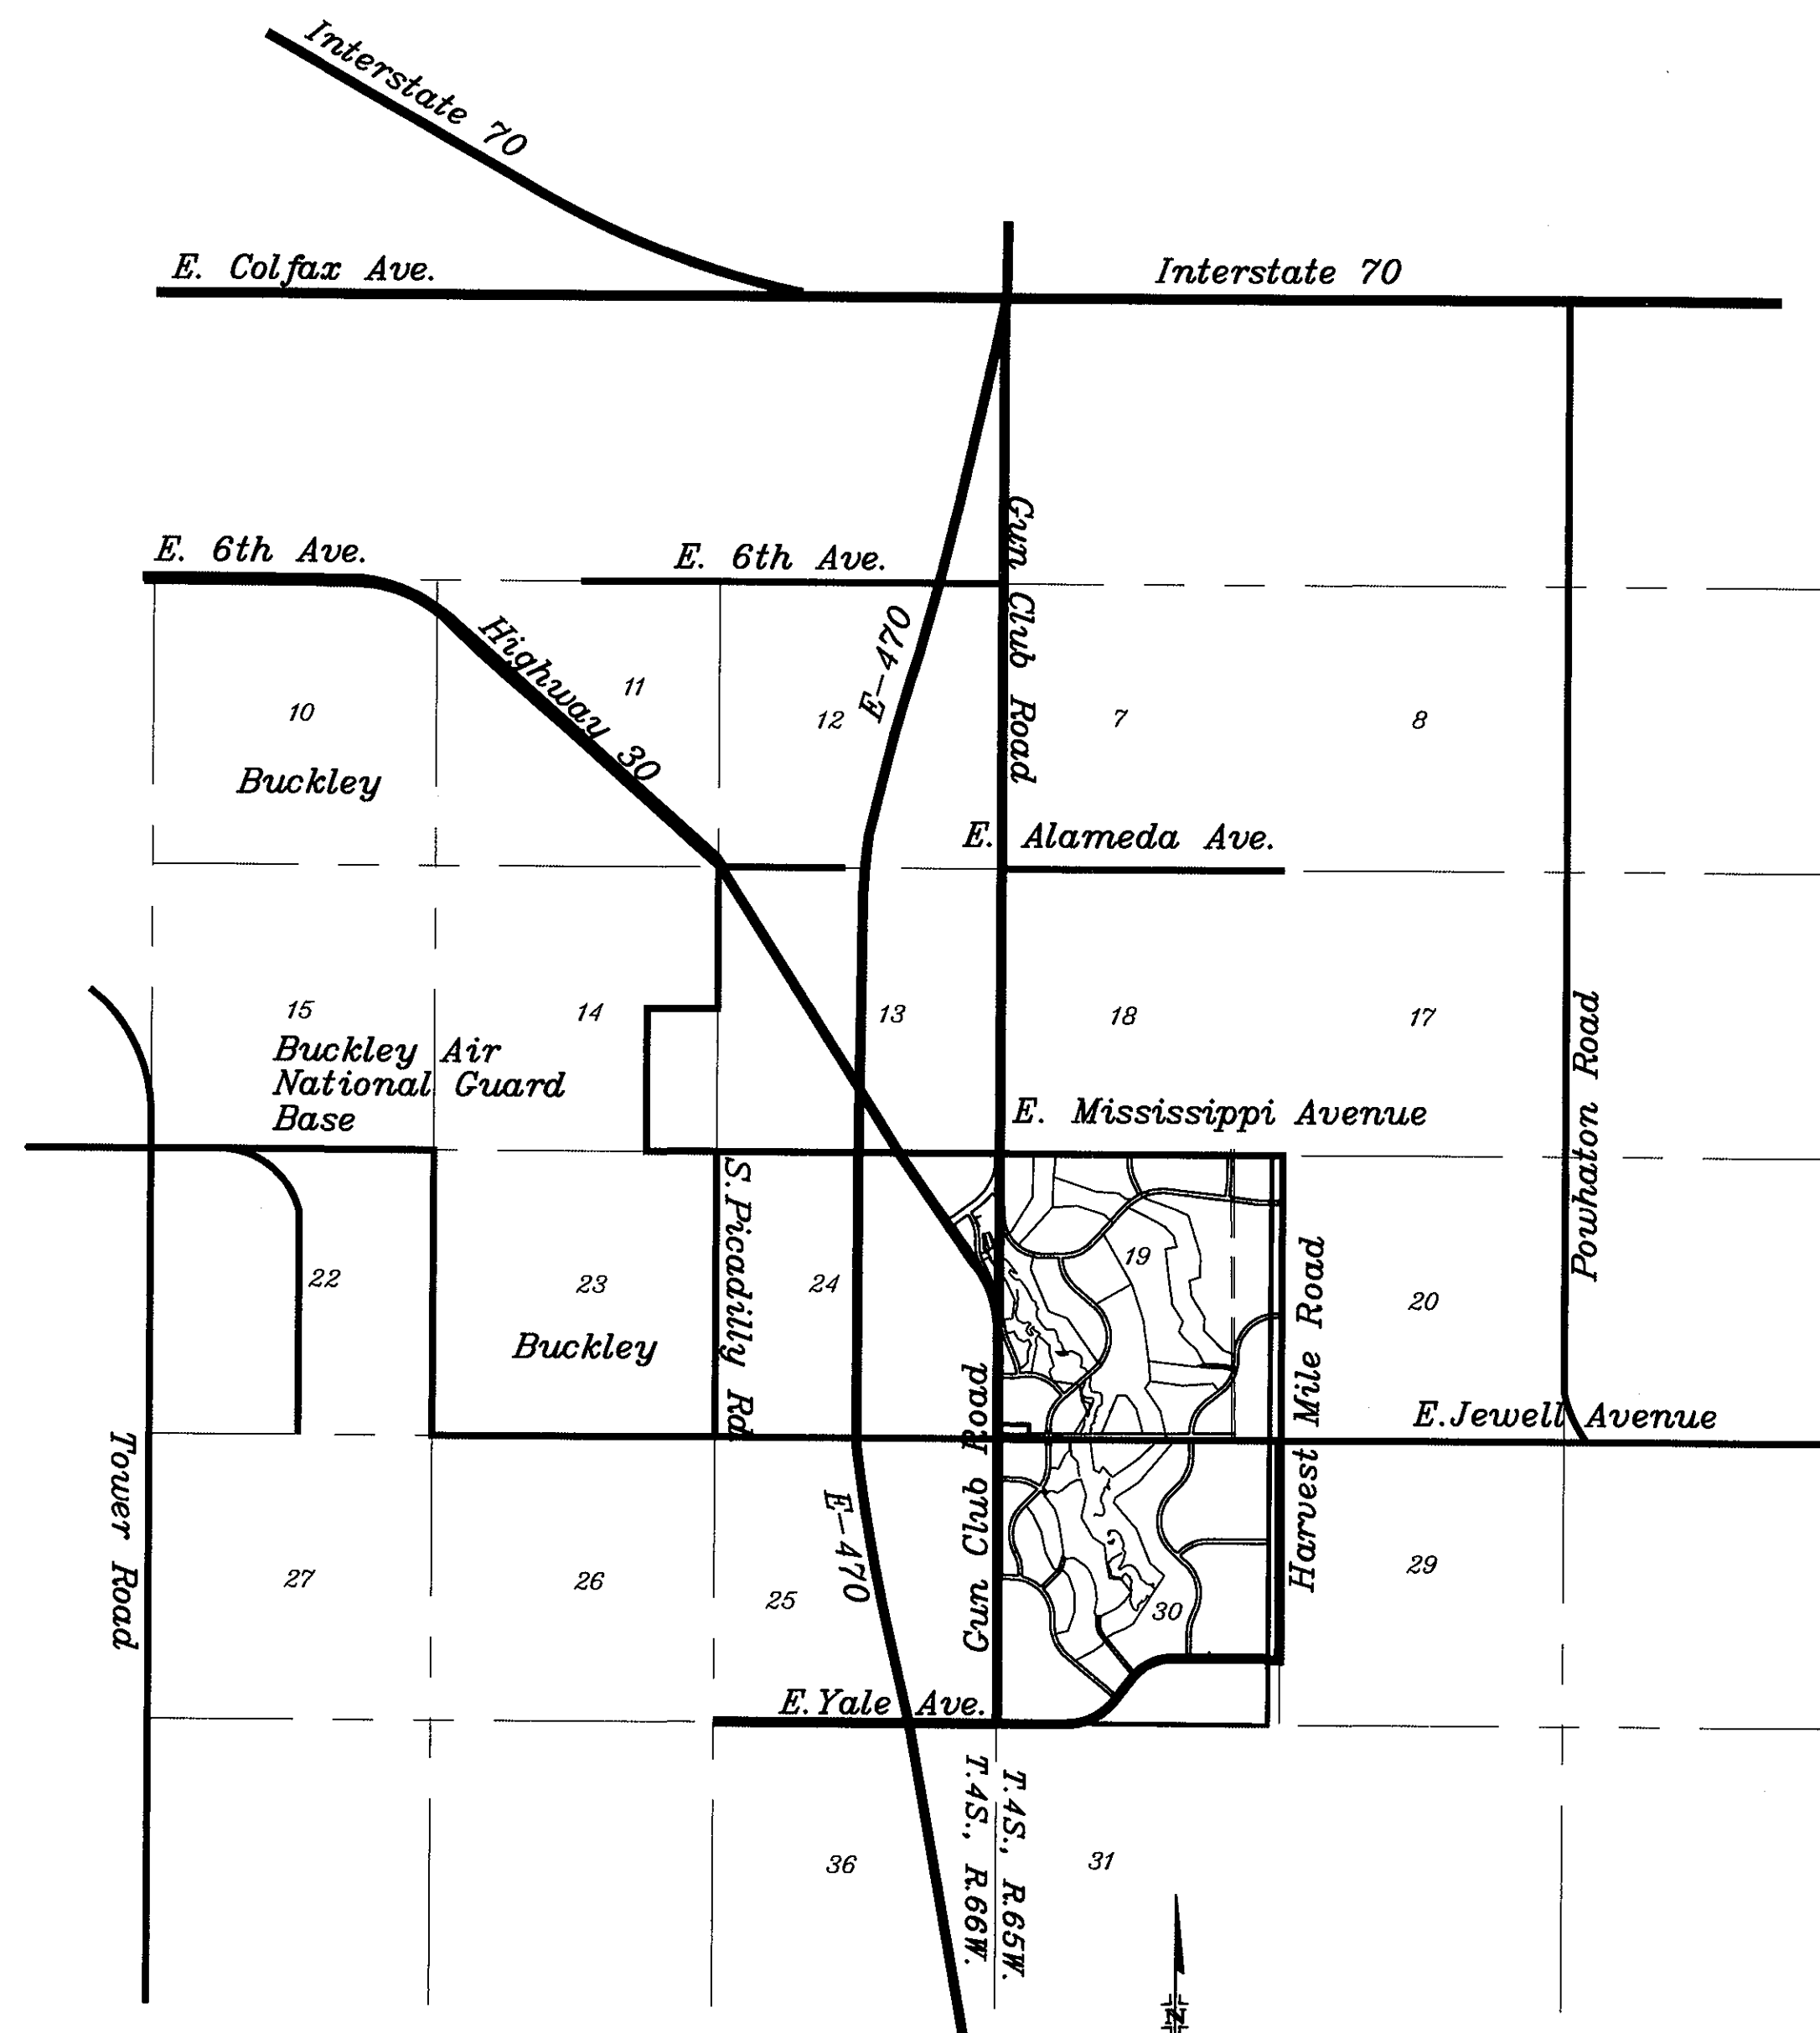 Interstate 70
E. Colfax Ave.
Interstate 70
E. 6th Ave.
E. 6th Ave.
Gun Club Road
Highway 30
E-470
11
10
12
7
8
Buckley
E. Alameda Ave.
15
14
13
18
17
Buckley Air
National Guard
Base
E. Mississippi Avenue
Powhaton Road
S.Picadilly Rd.
19
22
23
24
20
Buckley
Harvest Mile Road
Gun Club Road
E.Jewell Avenue
Tower Road
E-470
27
26
25
30
29
E.Yale Ave.
T.4S., R.66W.
T.4S., R.65W.
36
31
N